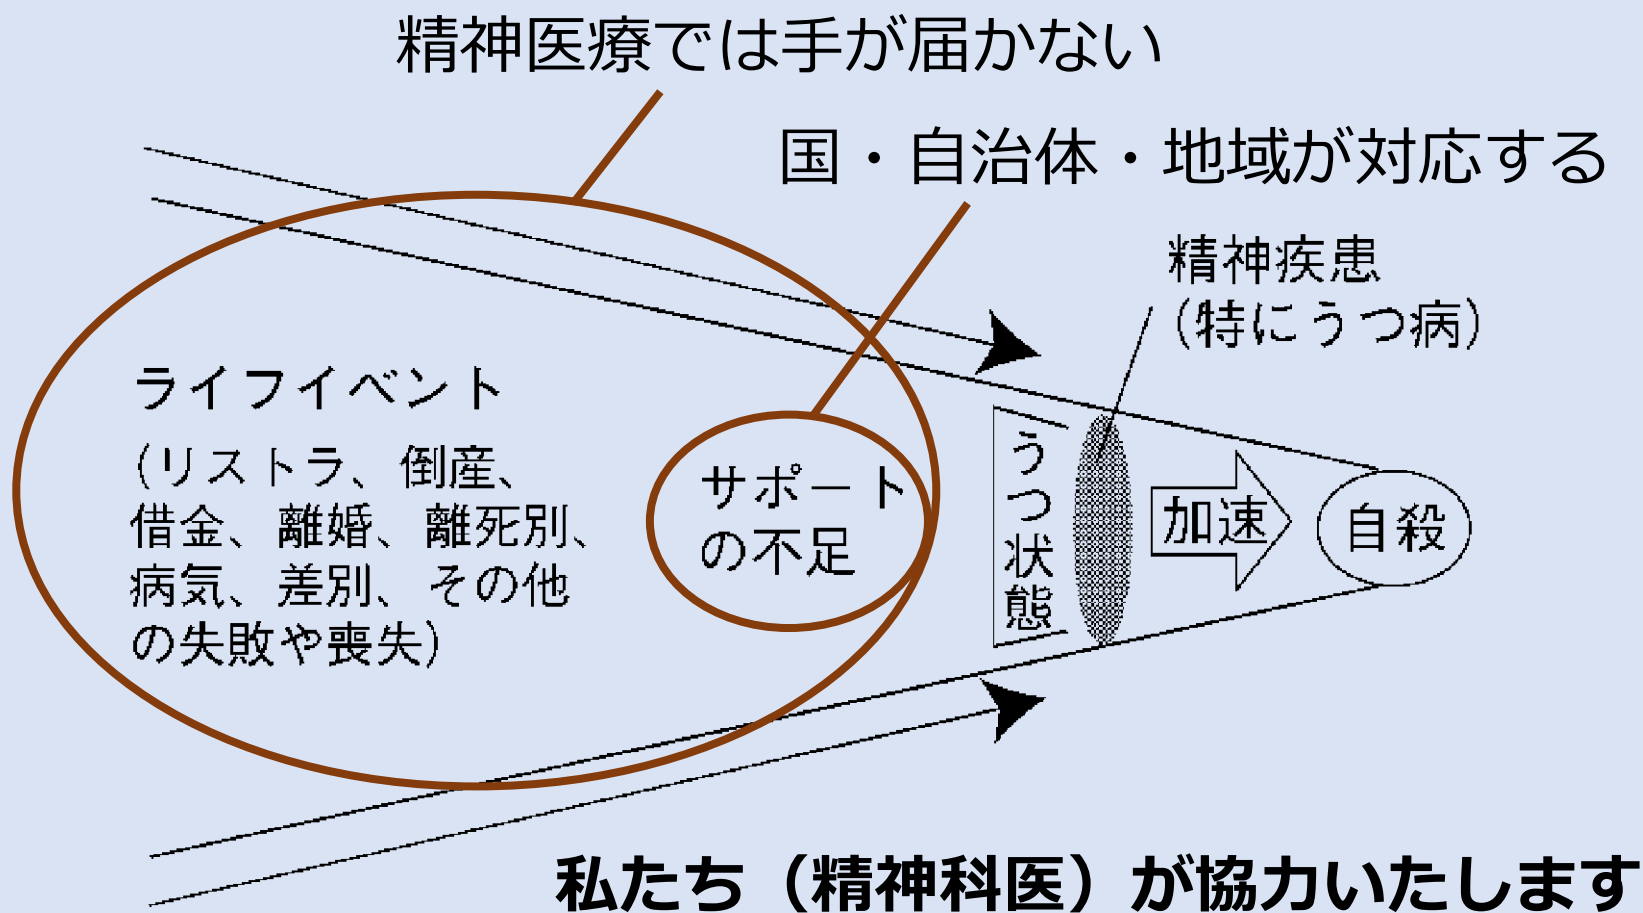 精神医療では手が届かない
国・自治体・地域が対応する
精神疾患
（特にうつ病）
ライフイベント
（リストラ、倒産、
借金、離婚、離死別、
病気、差別、その他
の失敗や喪失）
サポート
の不足
うつ状態
加速
自殺
私たち（精神科医）が協力いたします